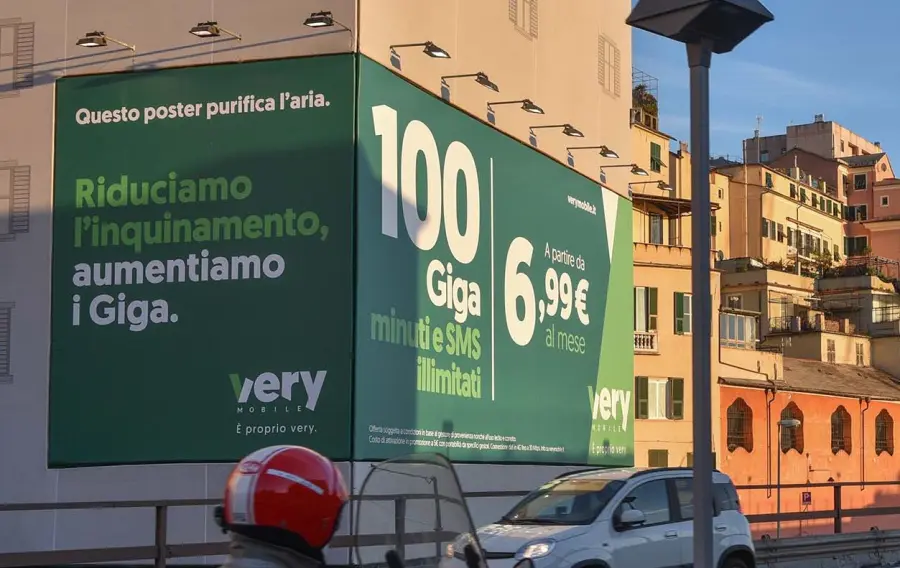 Questo poster purifica l'aria.
Riduciamo
l'inquinamento,
aumentiamo
i Giga.
very
MOBILE
È proprio very.
100
Giga
minuti e SMS
illimitati
verymobile.it
A partire da
6,99€
al mese
very
MOBILE
È proprio very.